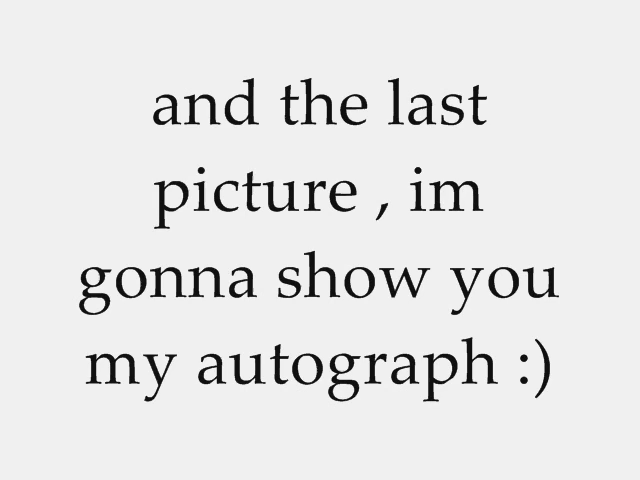 and the last
picture , im
gonna show you
my autograph :)